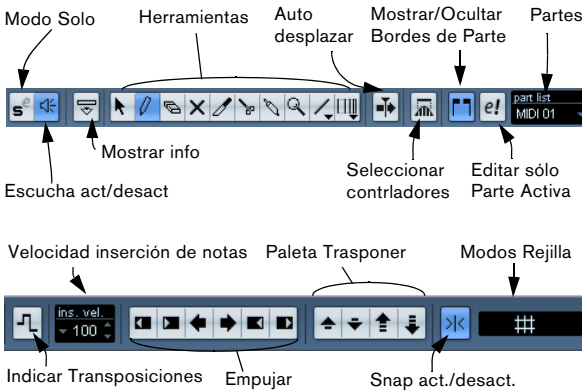 Modo Solo
Herramientas
Auto
desplazar
Mostrar/Ocultar
Bordes de Parte
Partes
s e
e!
part list
MIDI 01
Mostrar info
Escucha act/desact
Seleccionar
contrladores
Editar sólo
Parte Activa
Velocidad inserción de notas
Paleta Trasponer
Modos Rejilla
ins. vel.
100
Indicar Transposiciones
Empujar
Snap act./desact.